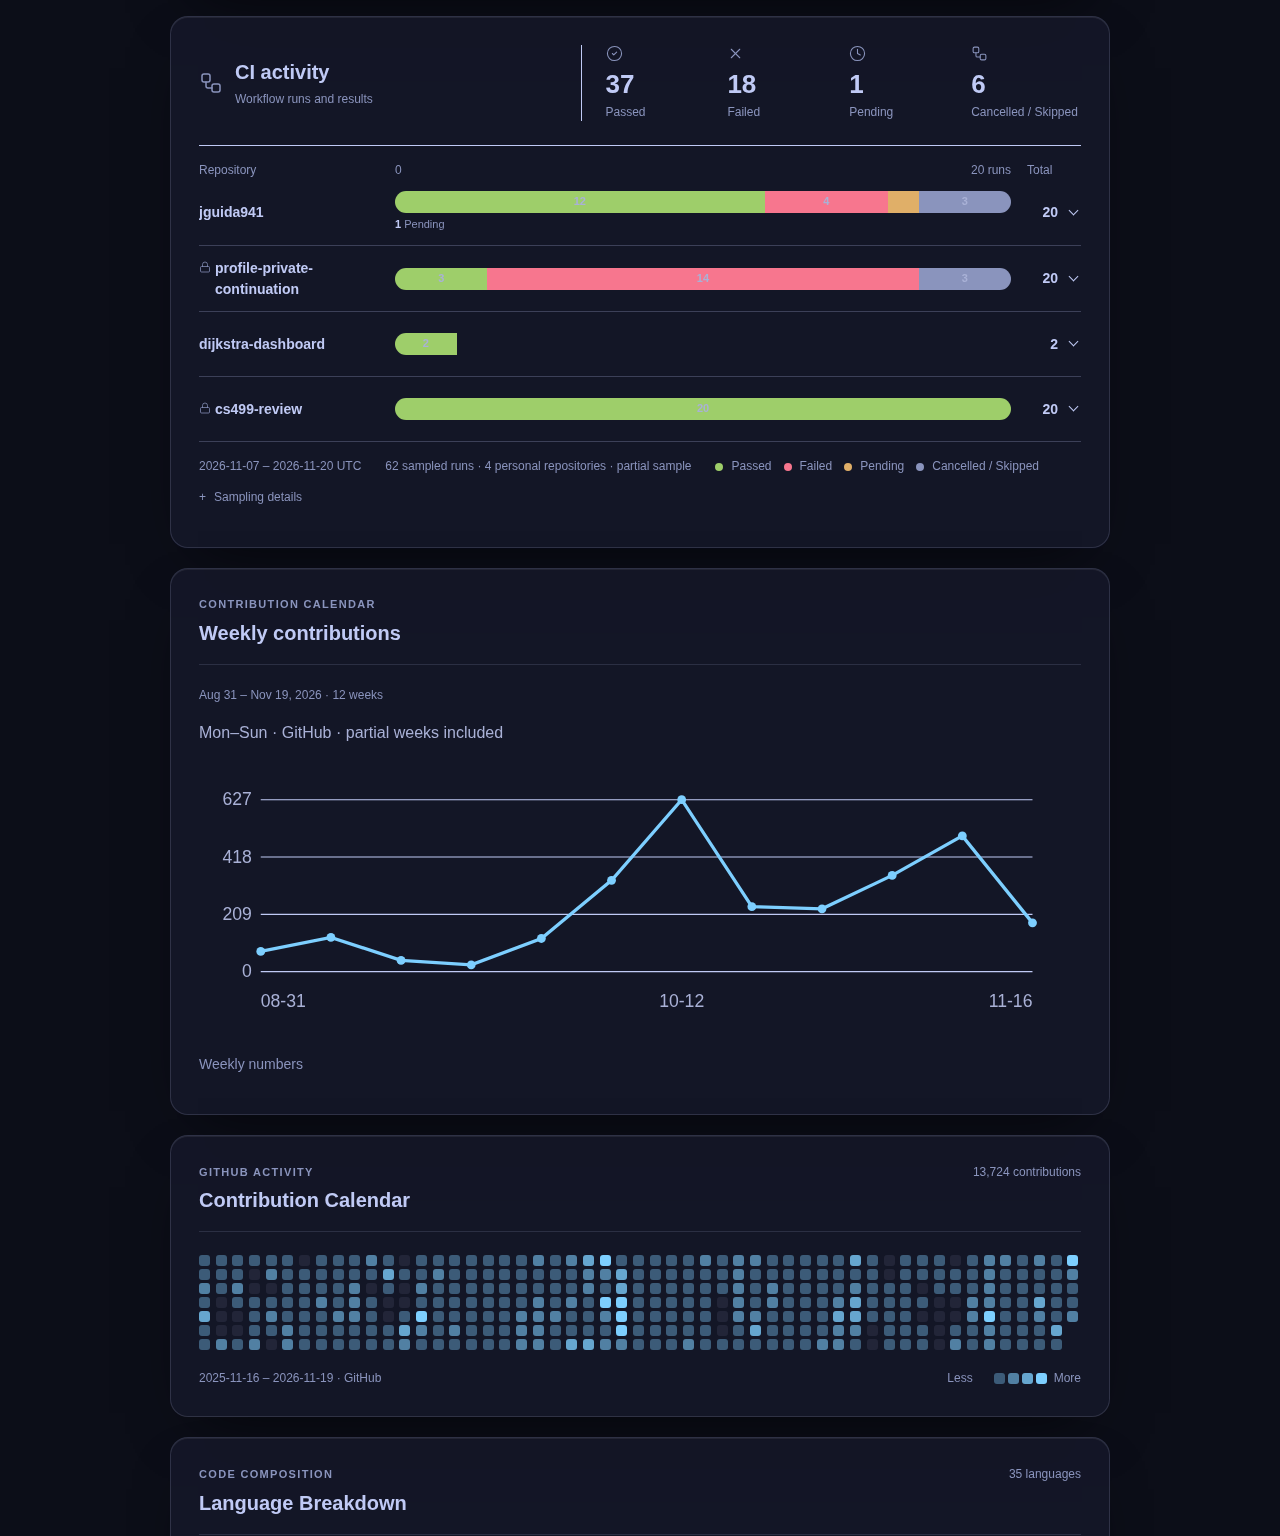 CI activity
Workflow runs and results
37
Passed
18
Failed
1
Pending
6
Cancelled / Skipped
Repository
0
20 runs
Total
jguida941
12
4
3
1 Pending
20
profile-private-
continuation
14
3
20
dijkstra-dashboard
2
cs499-review
20
2026-11-07 – 2026-11-20 UTC
62 sampled runs · 4 personal repositories · partial sample
Passed
Failed
Pending
Cancelled / Skipped
+ Sampling details
CONTRIBUTION CALENDAR
Weekly contributions
Aug 31 – Nov 19, 2026 · 12 weeks
Mon–Sun · GitHub · partial weeks included
627
418
209
0
08-31
10-12
11-16
Weekly numbers
GITHUB ACTIVITY
13,724 contributions
Contribution Calendar
2025-11-16 – 2026-11-19 · GitHub
Less
More
CODE COMPOSITION
35 languages
Language Breakdown